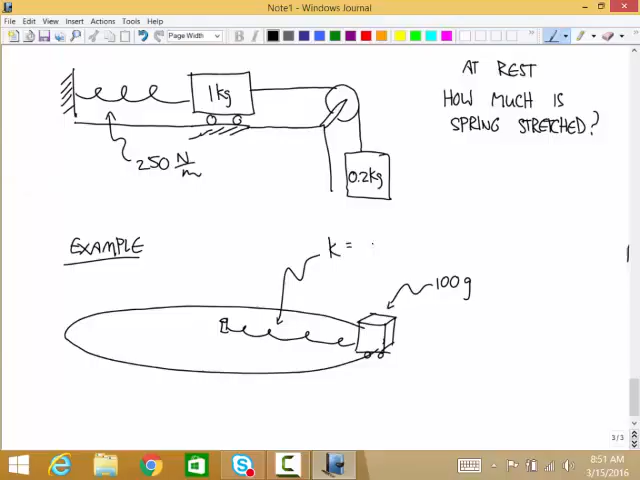 Note1 - Windows Journal
File Edit View Insert Actions Tools Help
Page Width
AT REST
HOW MUCH IS
SPRING STRETCHED?
1kg
250 N/m
0.2kg
EXAMPLE
k =
100g
3/3
8:51 AM
3/15/2016